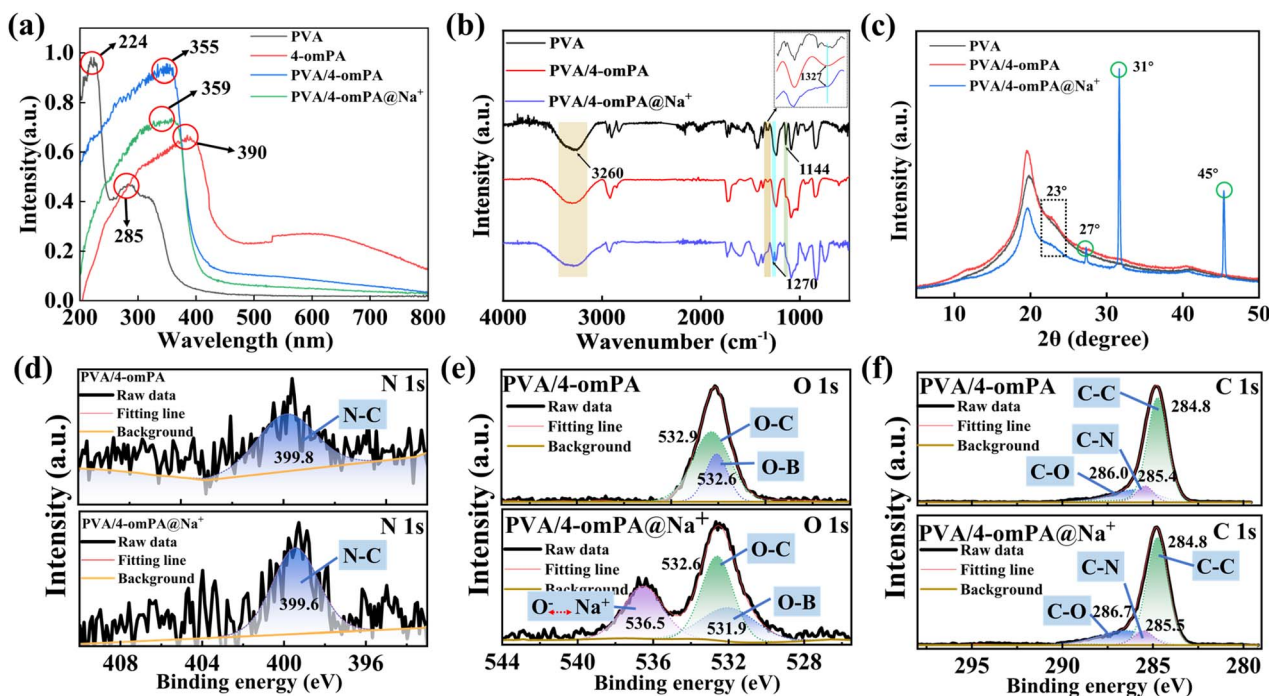 (a)
Intensity(a.u.)
1.0
0.8
0.6
0.4
0.2
0.0
224
355
359
390
285
PVA
4-omPA
PVA/4-omPA
PVA/4-omPA@Na⁺
200 300 400 500 600 700 800
Wavelength (nm)
(b)
Intensity (a.u.)
PVA
PVA/4-omPA
PVA/4-omPA@Na⁺
1327
3260
1144
1270
4000 3000 2000 1000
Wavenumber (cm⁻¹)
(c)
Intensity (a.u.)
PVA
PVA/4-omPA
PVA/4-omPA@Na⁺
31°
45°
23°
27°
10 20 30 40 50
2θ (degree)
(d)
Intensity (a.u.)
PVA/4-omPA
N 1s
Raw data
Fitting line
Background
N-C
399.8
PVA/4-omPA@Na⁺
N 1s
Raw data
Fitting line
Background
N-C
399.6
408 404 400 396
Binding energy (eV)
(e)
Intensity (a.u.)
PVA/4-omPA
O 1s
Raw data
Fitting line
Background
532.9
O-C
O-B
532.6
PVA/4-omPA@Na⁺
O 1s
Raw data
Fitting line
Background
532.6
O-C
O-B
O⁻ Na⁺
536.5
531.9
544 540 536 532 528
Binding energy (eV)
(f)
Intensity (a.u.)
PVA/4-omPA
C 1s
Raw data
Fitting line
Background
C-C
284.8
C-N
C-O
286.0
285.4
PVA/4-omPA@Na⁺
C 1s
Raw data
Fitting line
Background
284.8
C-N
C-C
C-O
286.7
285.5
295 290 285 280
Binding energy (eV)